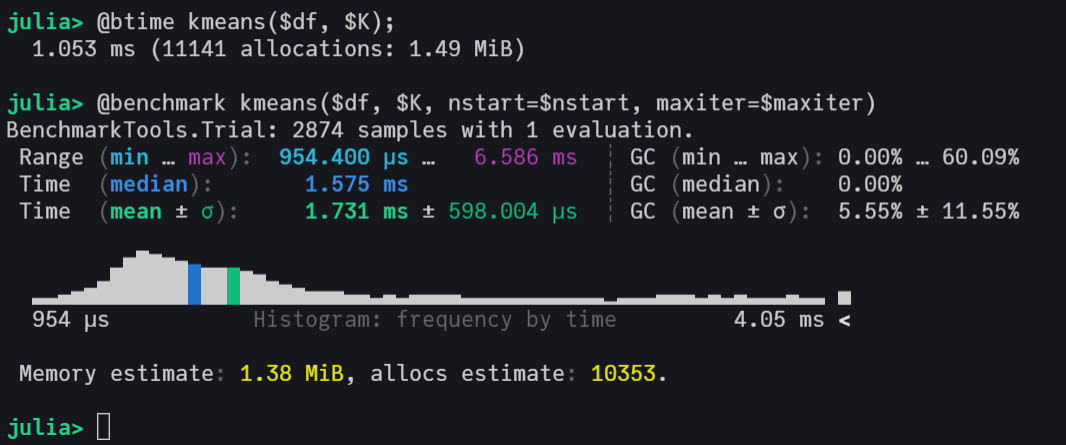 julia> @btime kmeans($df, $K);
  1.053 ms (11141 allocations: 1.49 MiB)
julia> @benchmark kmeans($df, $K, nstart=$nstart, maxiter=$maxiter)
BenchmarkTools.Trial: 2874 samples with 1 evaluation.
 Range (min … max):  954.400 μs …   6.586 ms  ┊ GC (min … max): 0.00% … 60.09%
 Time  (median):       1.575 ms               ┊ GC (median):    0.00%
 Time  (mean ± σ):     1.731 ms ± 598.004 μs  ┊ GC (mean ± σ):  5.55% ± 11.55%
  954 μs           Histogram: frequency by time         4.05 ms <
 Memory estimate: 1.38 MiB, allocs estimate: 10353.
julia>